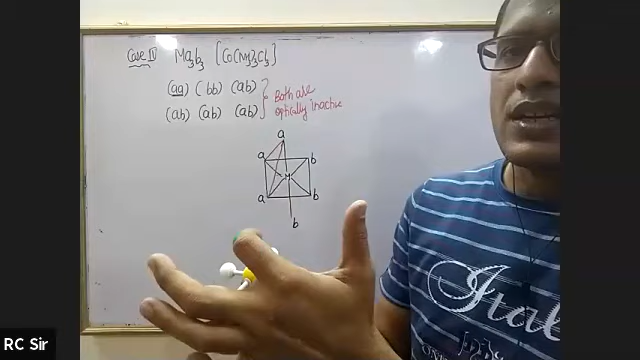 Case IV Ma3b3 [Co(NH3)3Cl3]
(aa) (bb) (ab) } Both are
(ab) (ab) (ab) } optically inactive
a
a b
M
a b
b
RC Sir